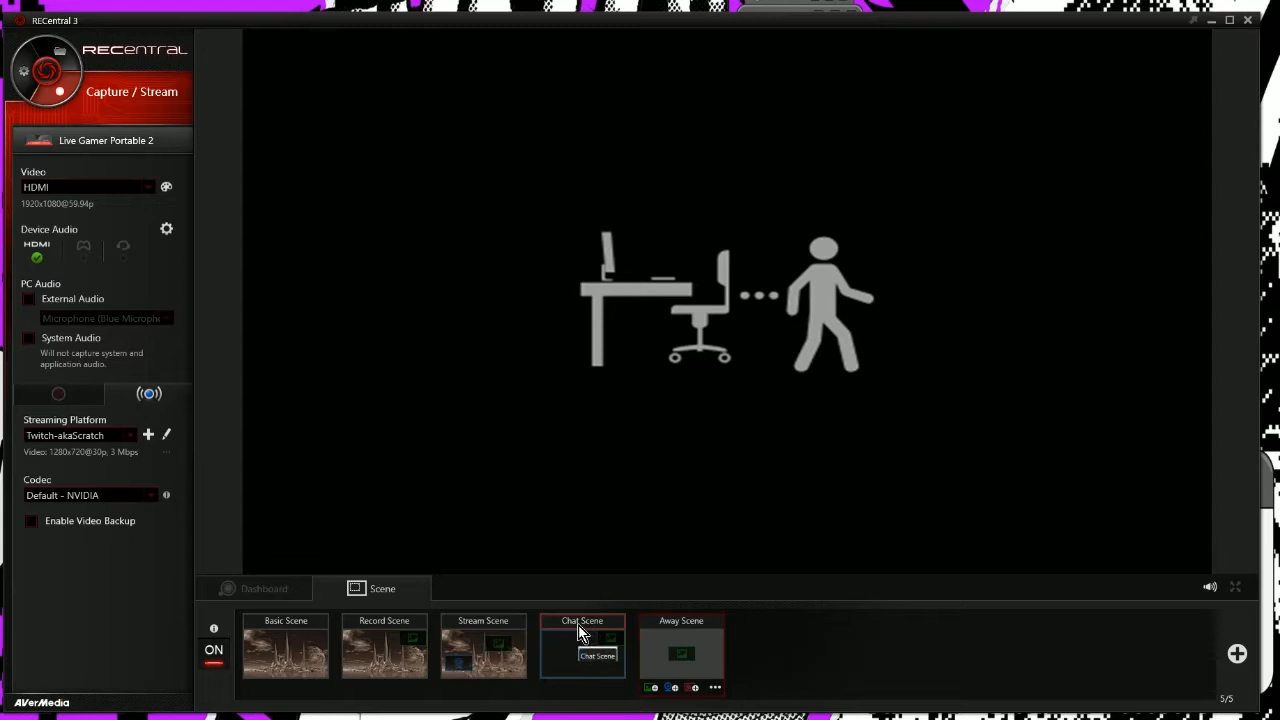 RECentral 3
RECENTRAL
Capture / Stream
Live Gamer Portable 2
Video
HDMI
1920x1080@59.94p
Device Audio
HDMI
PC Audio
External Audio
Microphone (Blue Microph
System Audio
Will not capture system and
application audio.
Streaming Platform
Twitch-akaScratch
Video: 1280x720@30p, 3 Mbps
Codec
Default - NVIDIA
Enable Video Backup
Dashboard
Scene
ON
Basic Scene
Record Scene
Stream Scene
Chat Scene
Away Scene
Chat Scene
5/5
AVerMedia